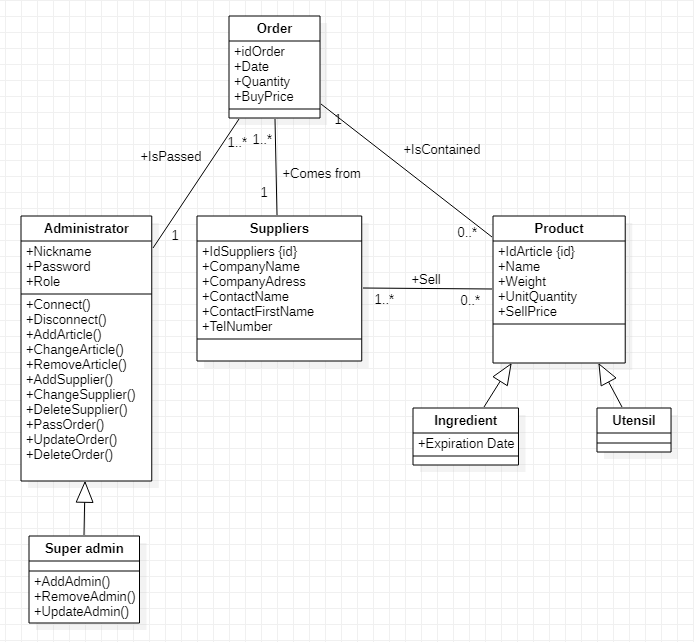 Order
+idOrder
+Date
+Quantity
+BuyPrice
1
1..* 1..*
+IsPassed
+IsContained
+Comes from
1
1
0..*
Administrator
+Nickname
+Password
+Role
+Connect()
+Disconnect()
+AddArticle()
+ChangeArticle()
+RemoveArticle()
+AddSupplier()
+ChangeSupplier()
+DeleteSupplier()
+PassOrder()
+UpdateOrder()
+DeleteOrder()
Suppliers
+IdSuppliers {id}
+CompanyName
+CompanyAdress
+ContactName
+ContactFirstName
+TelNumber
+Sell
1..*
0..*
Product
+IdArticle {id}
+Name
+Weight
+UnitQuantity
+SellPrice
Ingredient
+Expiration Date
Utensil
Super admin
+AddAdmin()
+RemoveAdmin()
+UpdateAdmin()